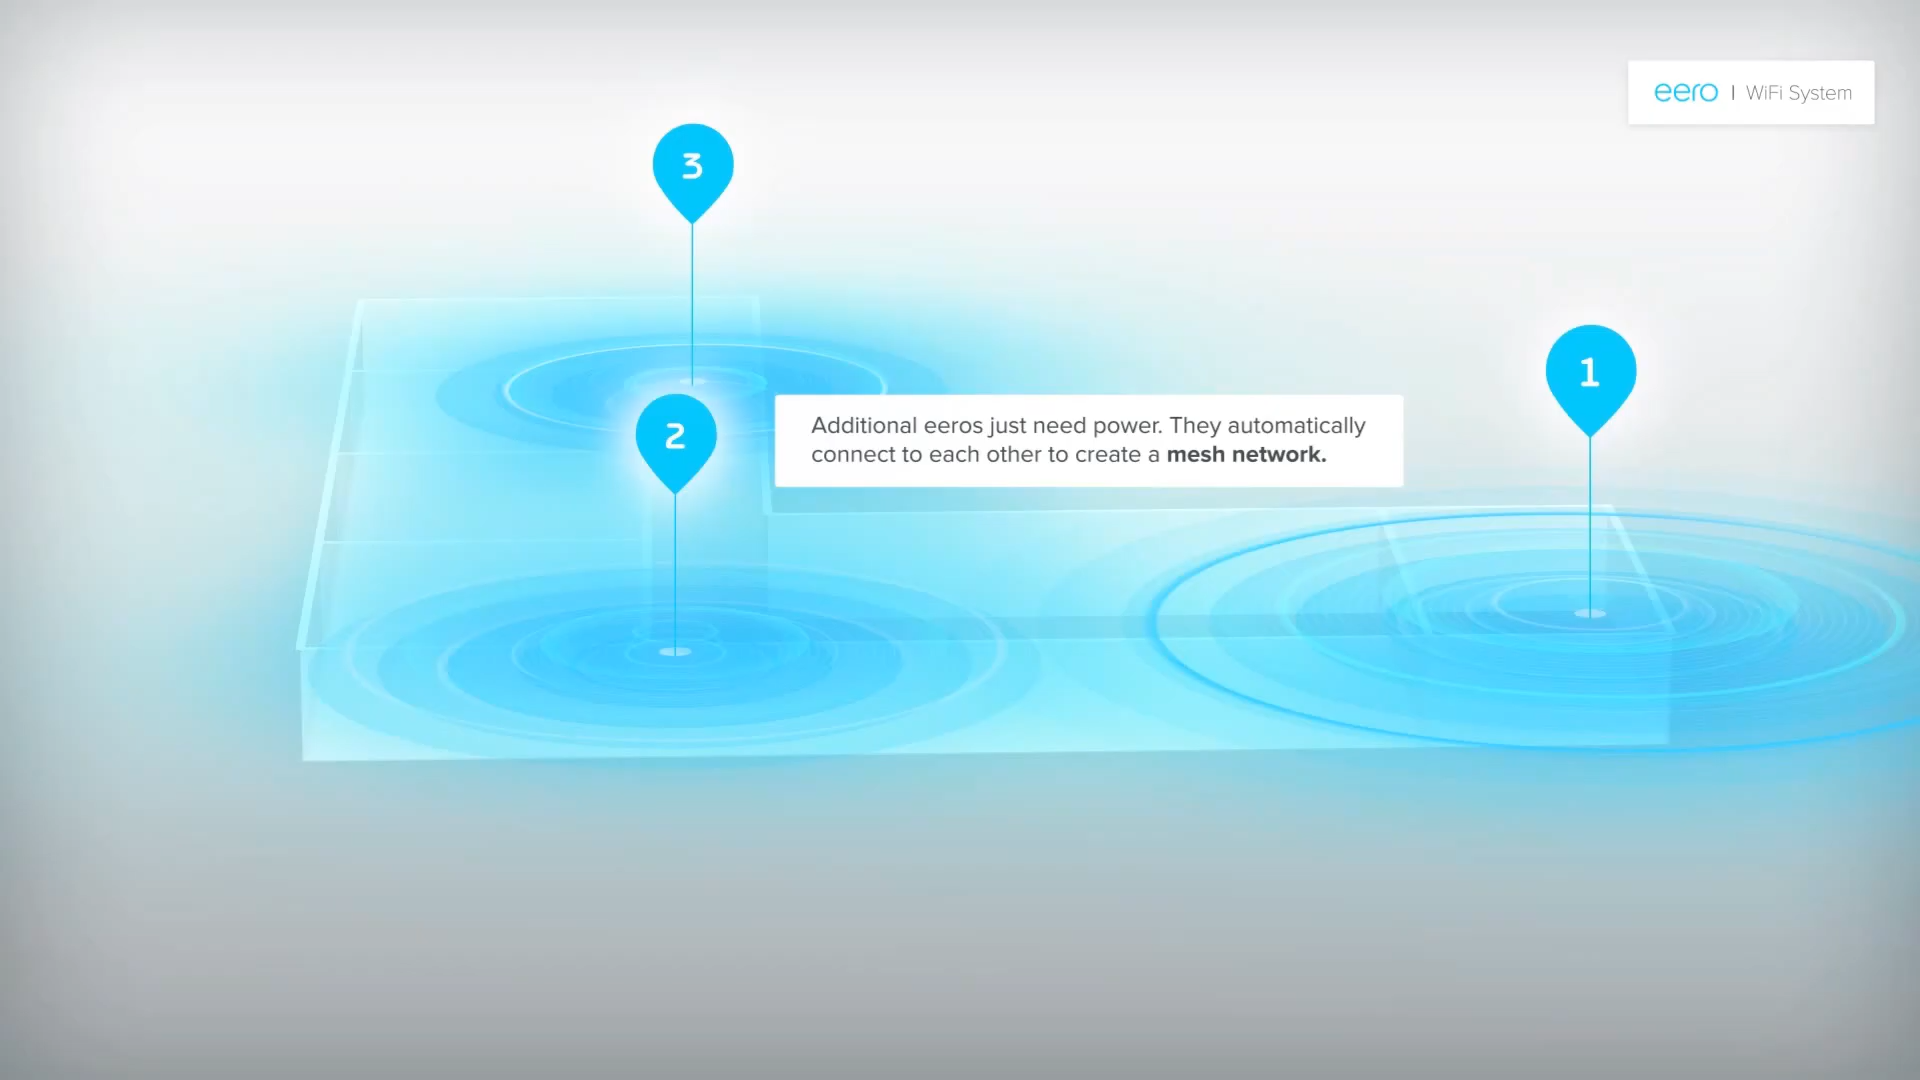 eero | WiFi System
3
1
2
Additional eeros just need power. They automatically
connect to each other to create a mesh network.